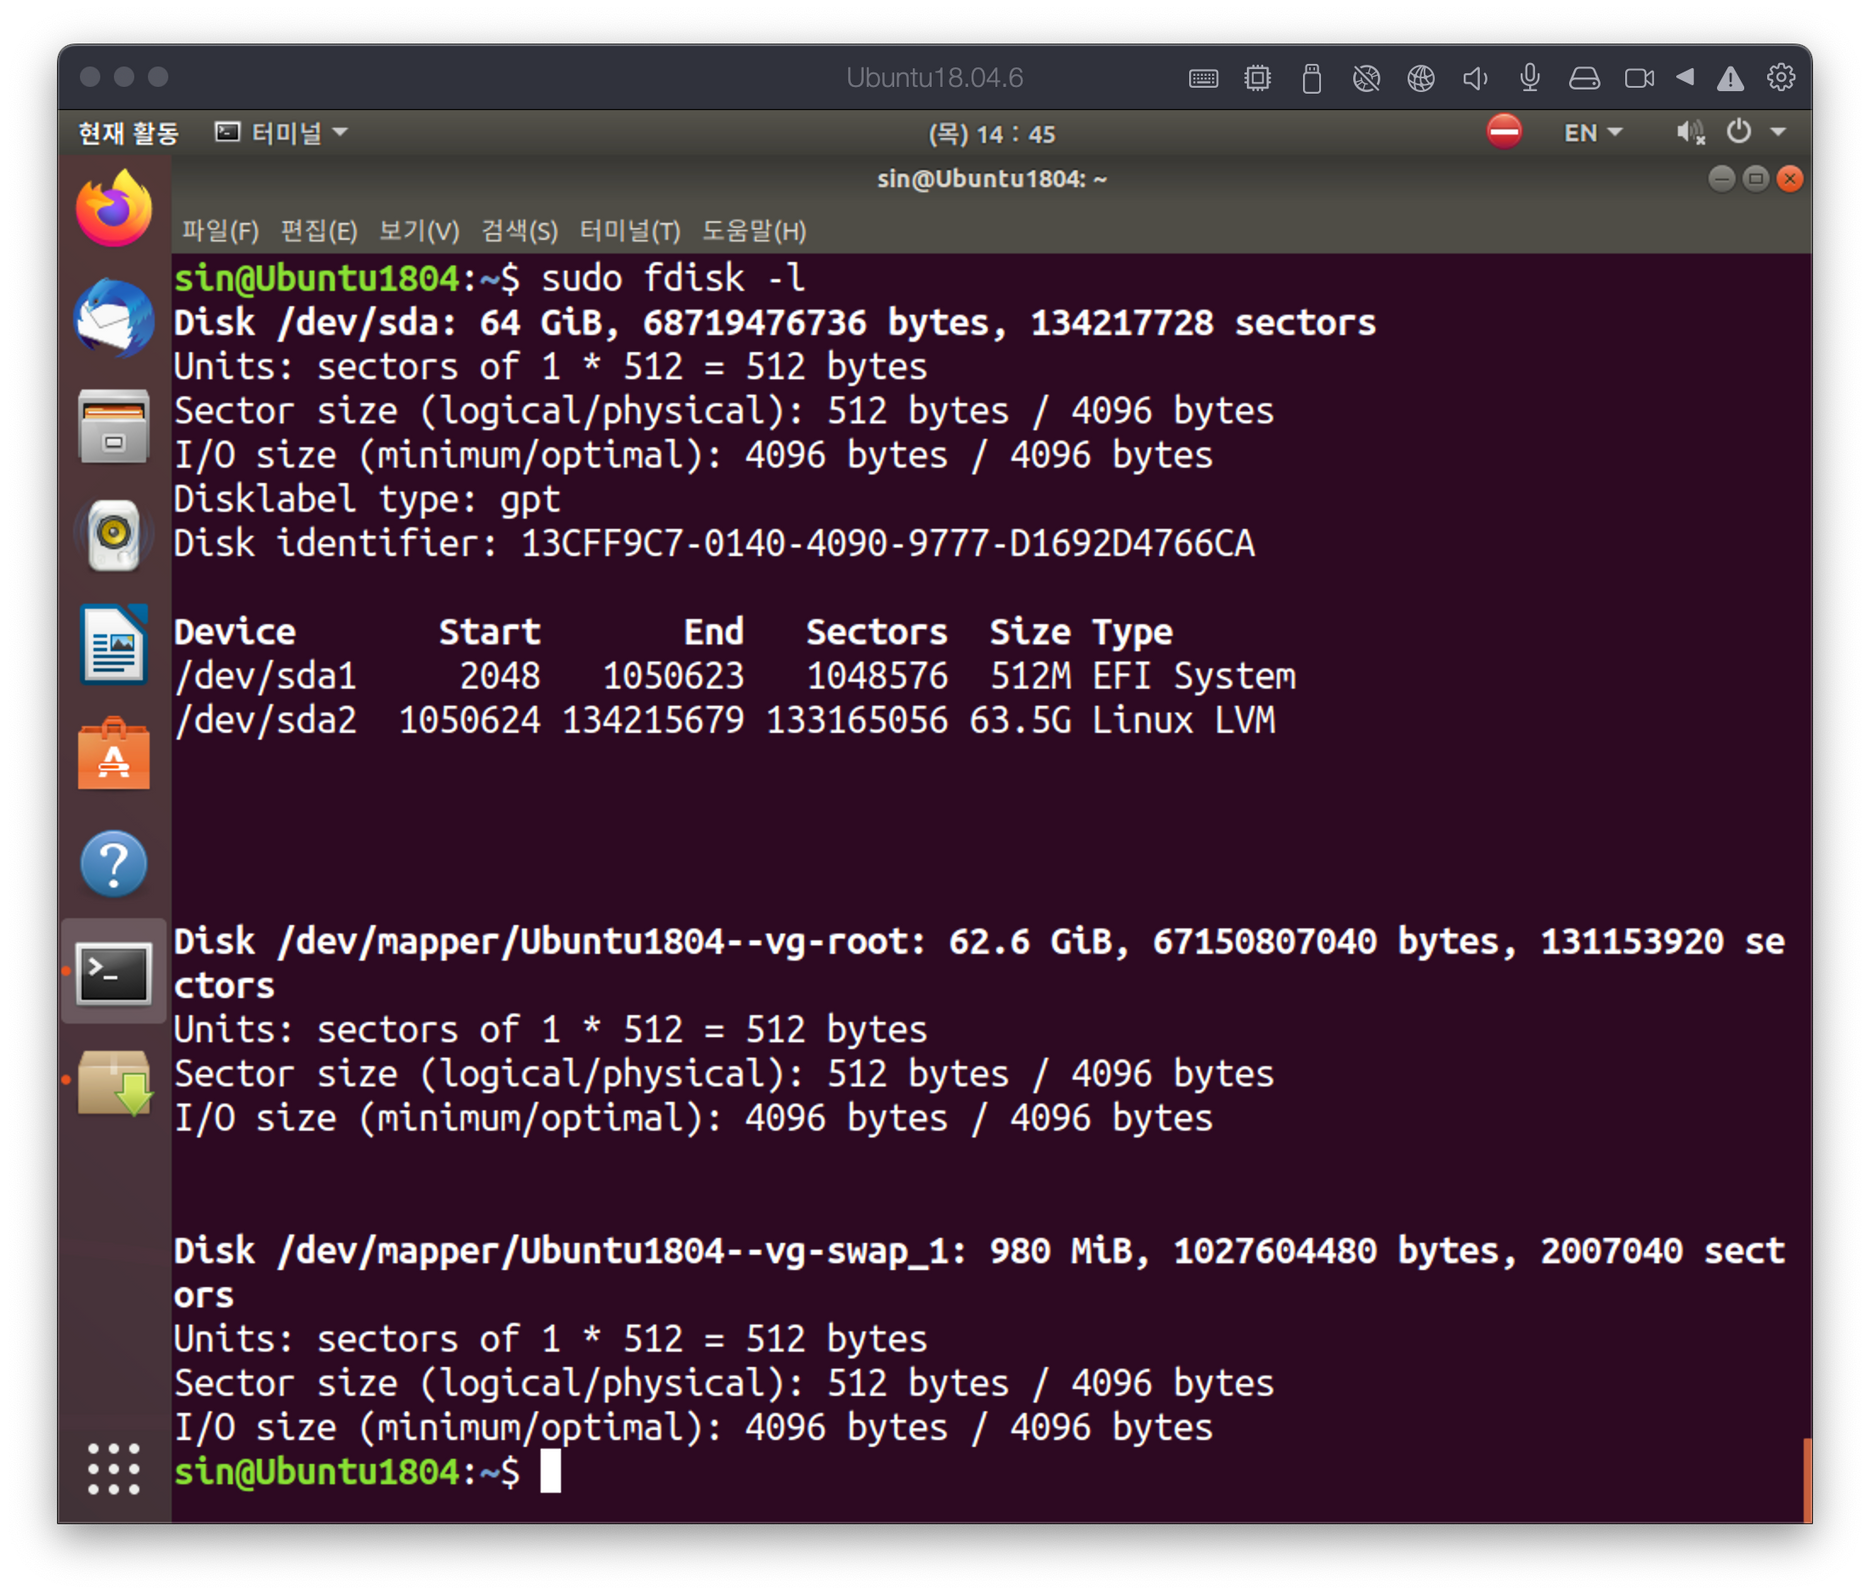 Ubuntu18.04.6
현재 활동 터미널 (목) 14 : 45 EN
sin@Ubuntu1804: ~
파일(F) 편집(E) 보기(V) 검색(S) 터미널(T) 도움말(H)
sin@Ubuntu1804:~$ sudo fdisk -l
Disk /dev/sda: 64 GiB, 68719476736 bytes, 134217728 sectors
Units: sectors of 1 * 512 = 512 bytes
Sector size (logical/physical): 512 bytes / 4096 bytes
I/O size (minimum/optimal): 4096 bytes / 4096 bytes
Disklabel type: gpt
Disk identifier: 13CFF9C7-0140-4090-9777-D1692D4766CA
Device Start End Sectors Size Type
/dev/sda1 2048 1050623 1048576 512M EFI System
/dev/sda2 1050624 134215679 133165056 63.5G Linux LVM
Disk /dev/mapper/Ubuntu1804--vg-root: 62.6 GiB, 67150807040 bytes, 131153920 se
ctors
Units: sectors of 1 * 512 = 512 bytes
Sector size (logical/physical): 512 bytes / 4096 bytes
I/O size (minimum/optimal): 4096 bytes / 4096 bytes
Disk /dev/mapper/Ubuntu1804--vg-swap_1: 980 MiB, 1027604480 bytes, 2007040 sect
ors
Units: sectors of 1 * 512 = 512 bytes
Sector size (logical/physical): 512 bytes / 4096 bytes
I/O size (minimum/optimal): 4096 bytes / 4096 bytes
sin@Ubuntu1804:~$